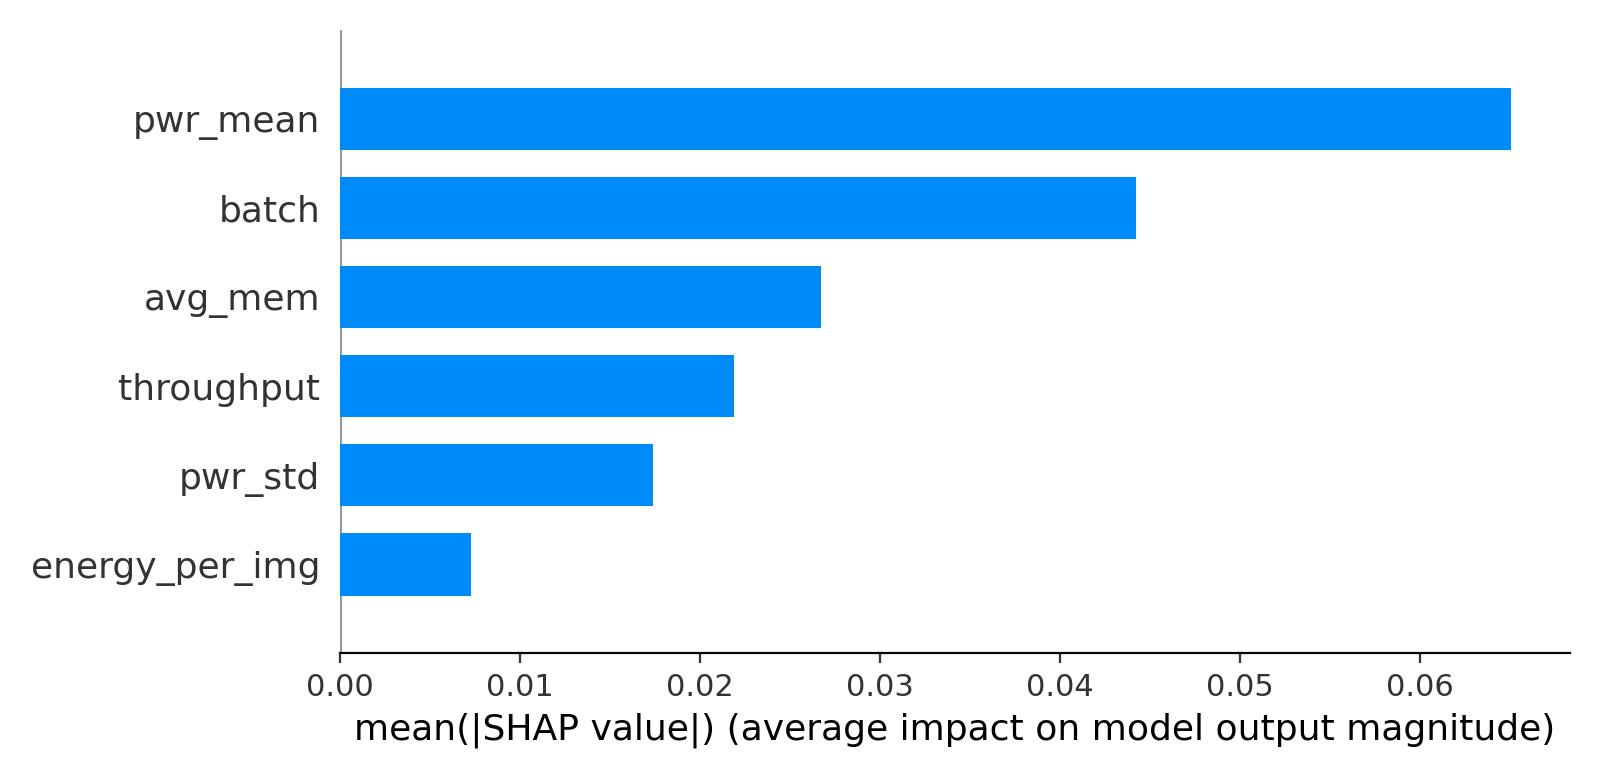 pwr_mean
batch
avg_mem
throughput
pwr_std
energy_per_img
0.00 0.01 0.02 0.03 0.04 0.05 0.06
mean(|SHAP value|) (average impact on model output magnitude)